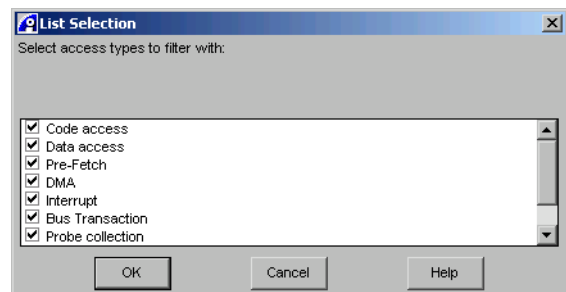 List Selection
Select access types to filter with:
Code access
Data access
Pre-Fetch
DMA
Interrupt
Bus Transaction
Probe collection
OK Cancel Help